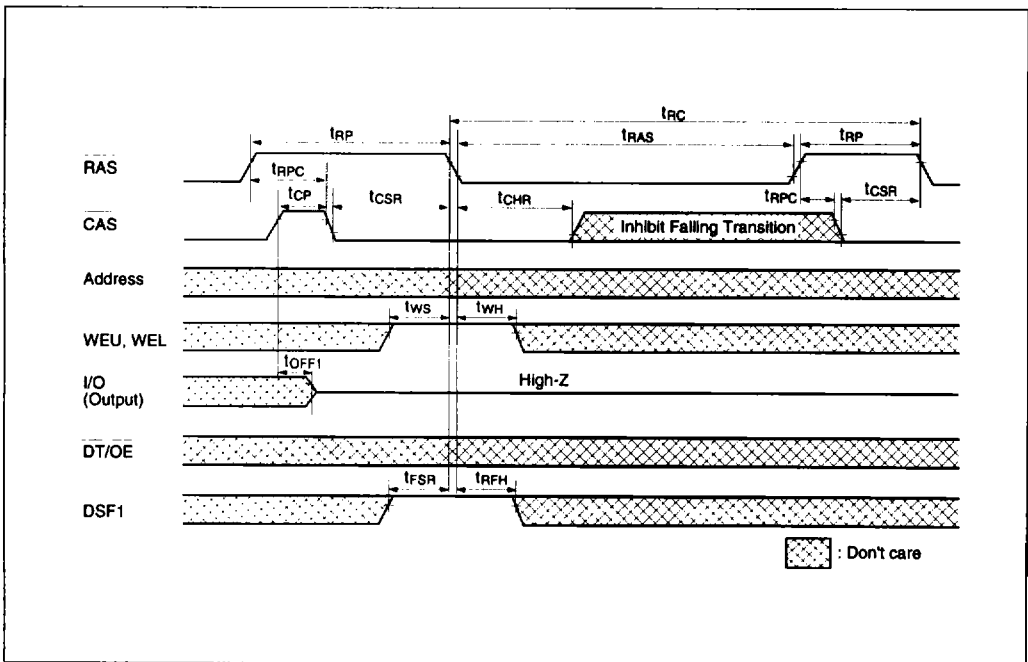 tRC
tRP tRAS tRP
RAS
tRPC
tCP tCSR tCHR tRPC tCSR
CAS Inhibit Falling Transition
Address
tWS tWH
WEU, WEL
tOFF1
I/O High-Z
(Output)
DT/OE
tFSR tRFH
DSF1
: Don't care